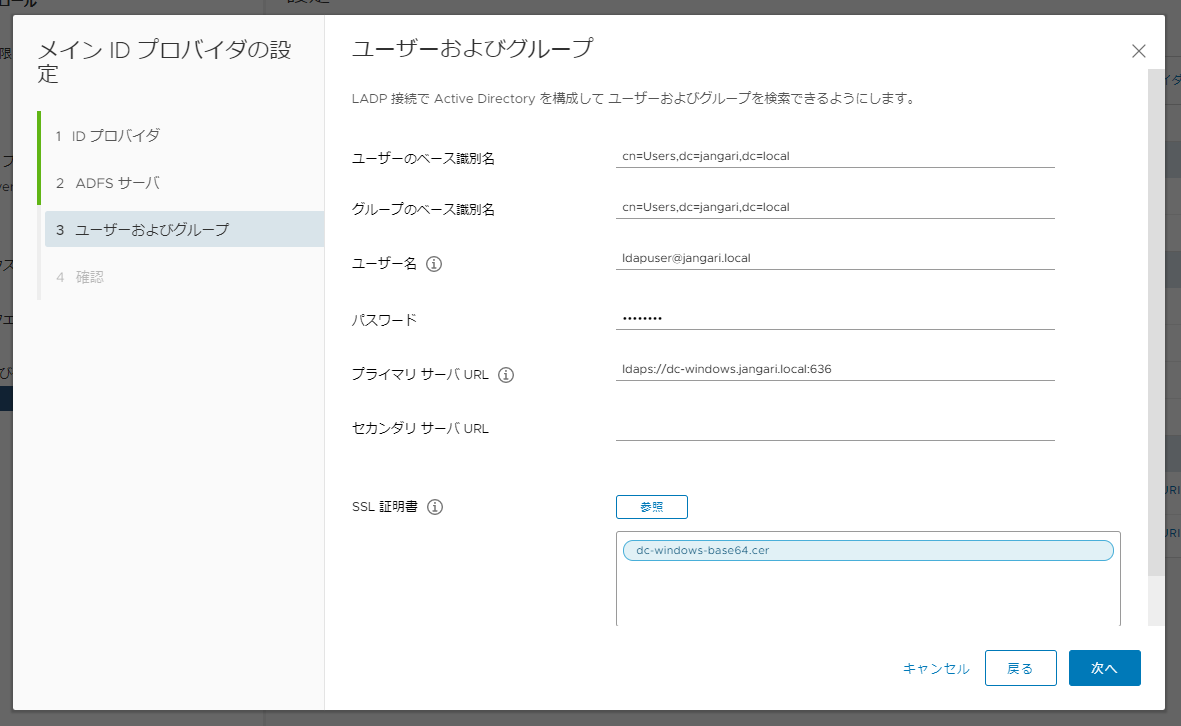 メイン ID プロバイダの設
定
1 ID プロバイダ
2 ADFS サーバ
3 ユーザーおよびグループ
4 確認
ユーザーおよびグループ
LADP 接続で Active Directory を構成して ユーザーおよびグループを検索できるようにします。
ユーザーのベース識別名 cn=Users,dc=jangari,dc=local
グループのベース識別名 cn=Users,dc=jangari,dc=local
ユーザー名 ldapuser@jangari.local
パスワード ••••••••
プライマリ サーバ URL ldaps://dc-windows.jangari.local:636
セカンダリ サーバ URL
SSL 証明書 参照
dc-windows-base64.cer
キャンセル 戻る 次へ